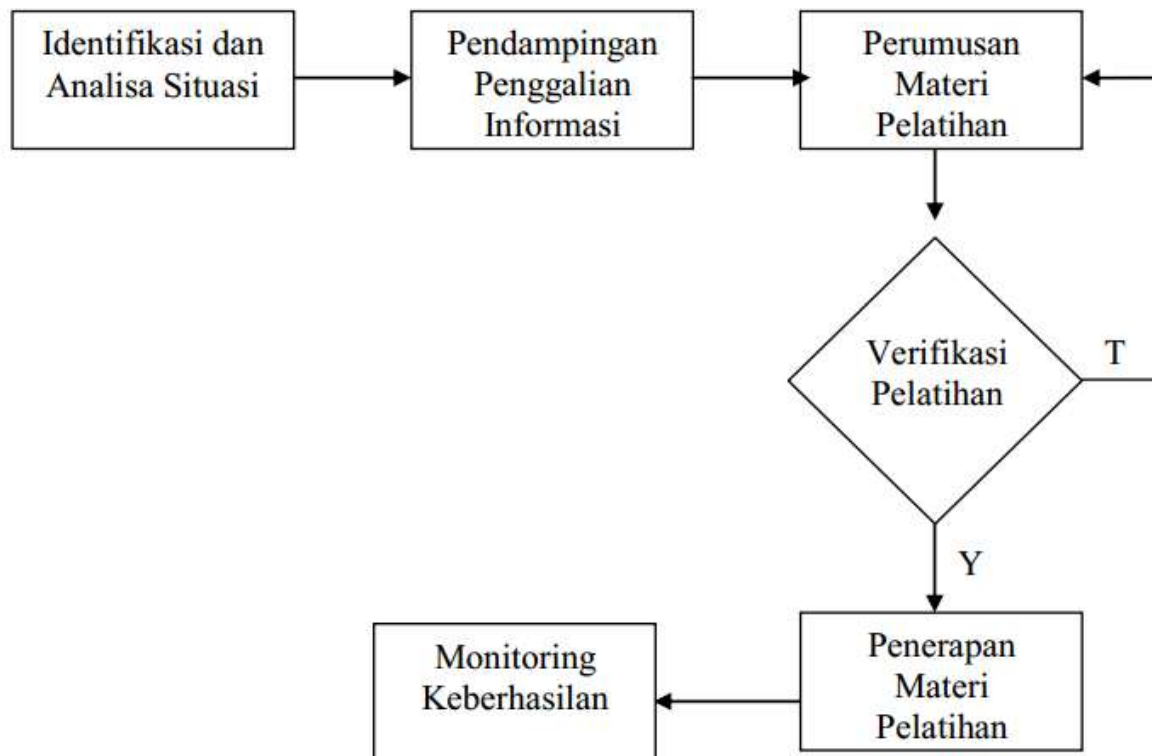 Identifikasi dan
Analisa Situasi
Pendampingan
Penggalian
Informasi
Perumusan
Materi
Pelatihan
Verifikasi
Pelatihan
T
Y
Penerapan
Materi
Pelatihan
Monitoring
Keberhasilan